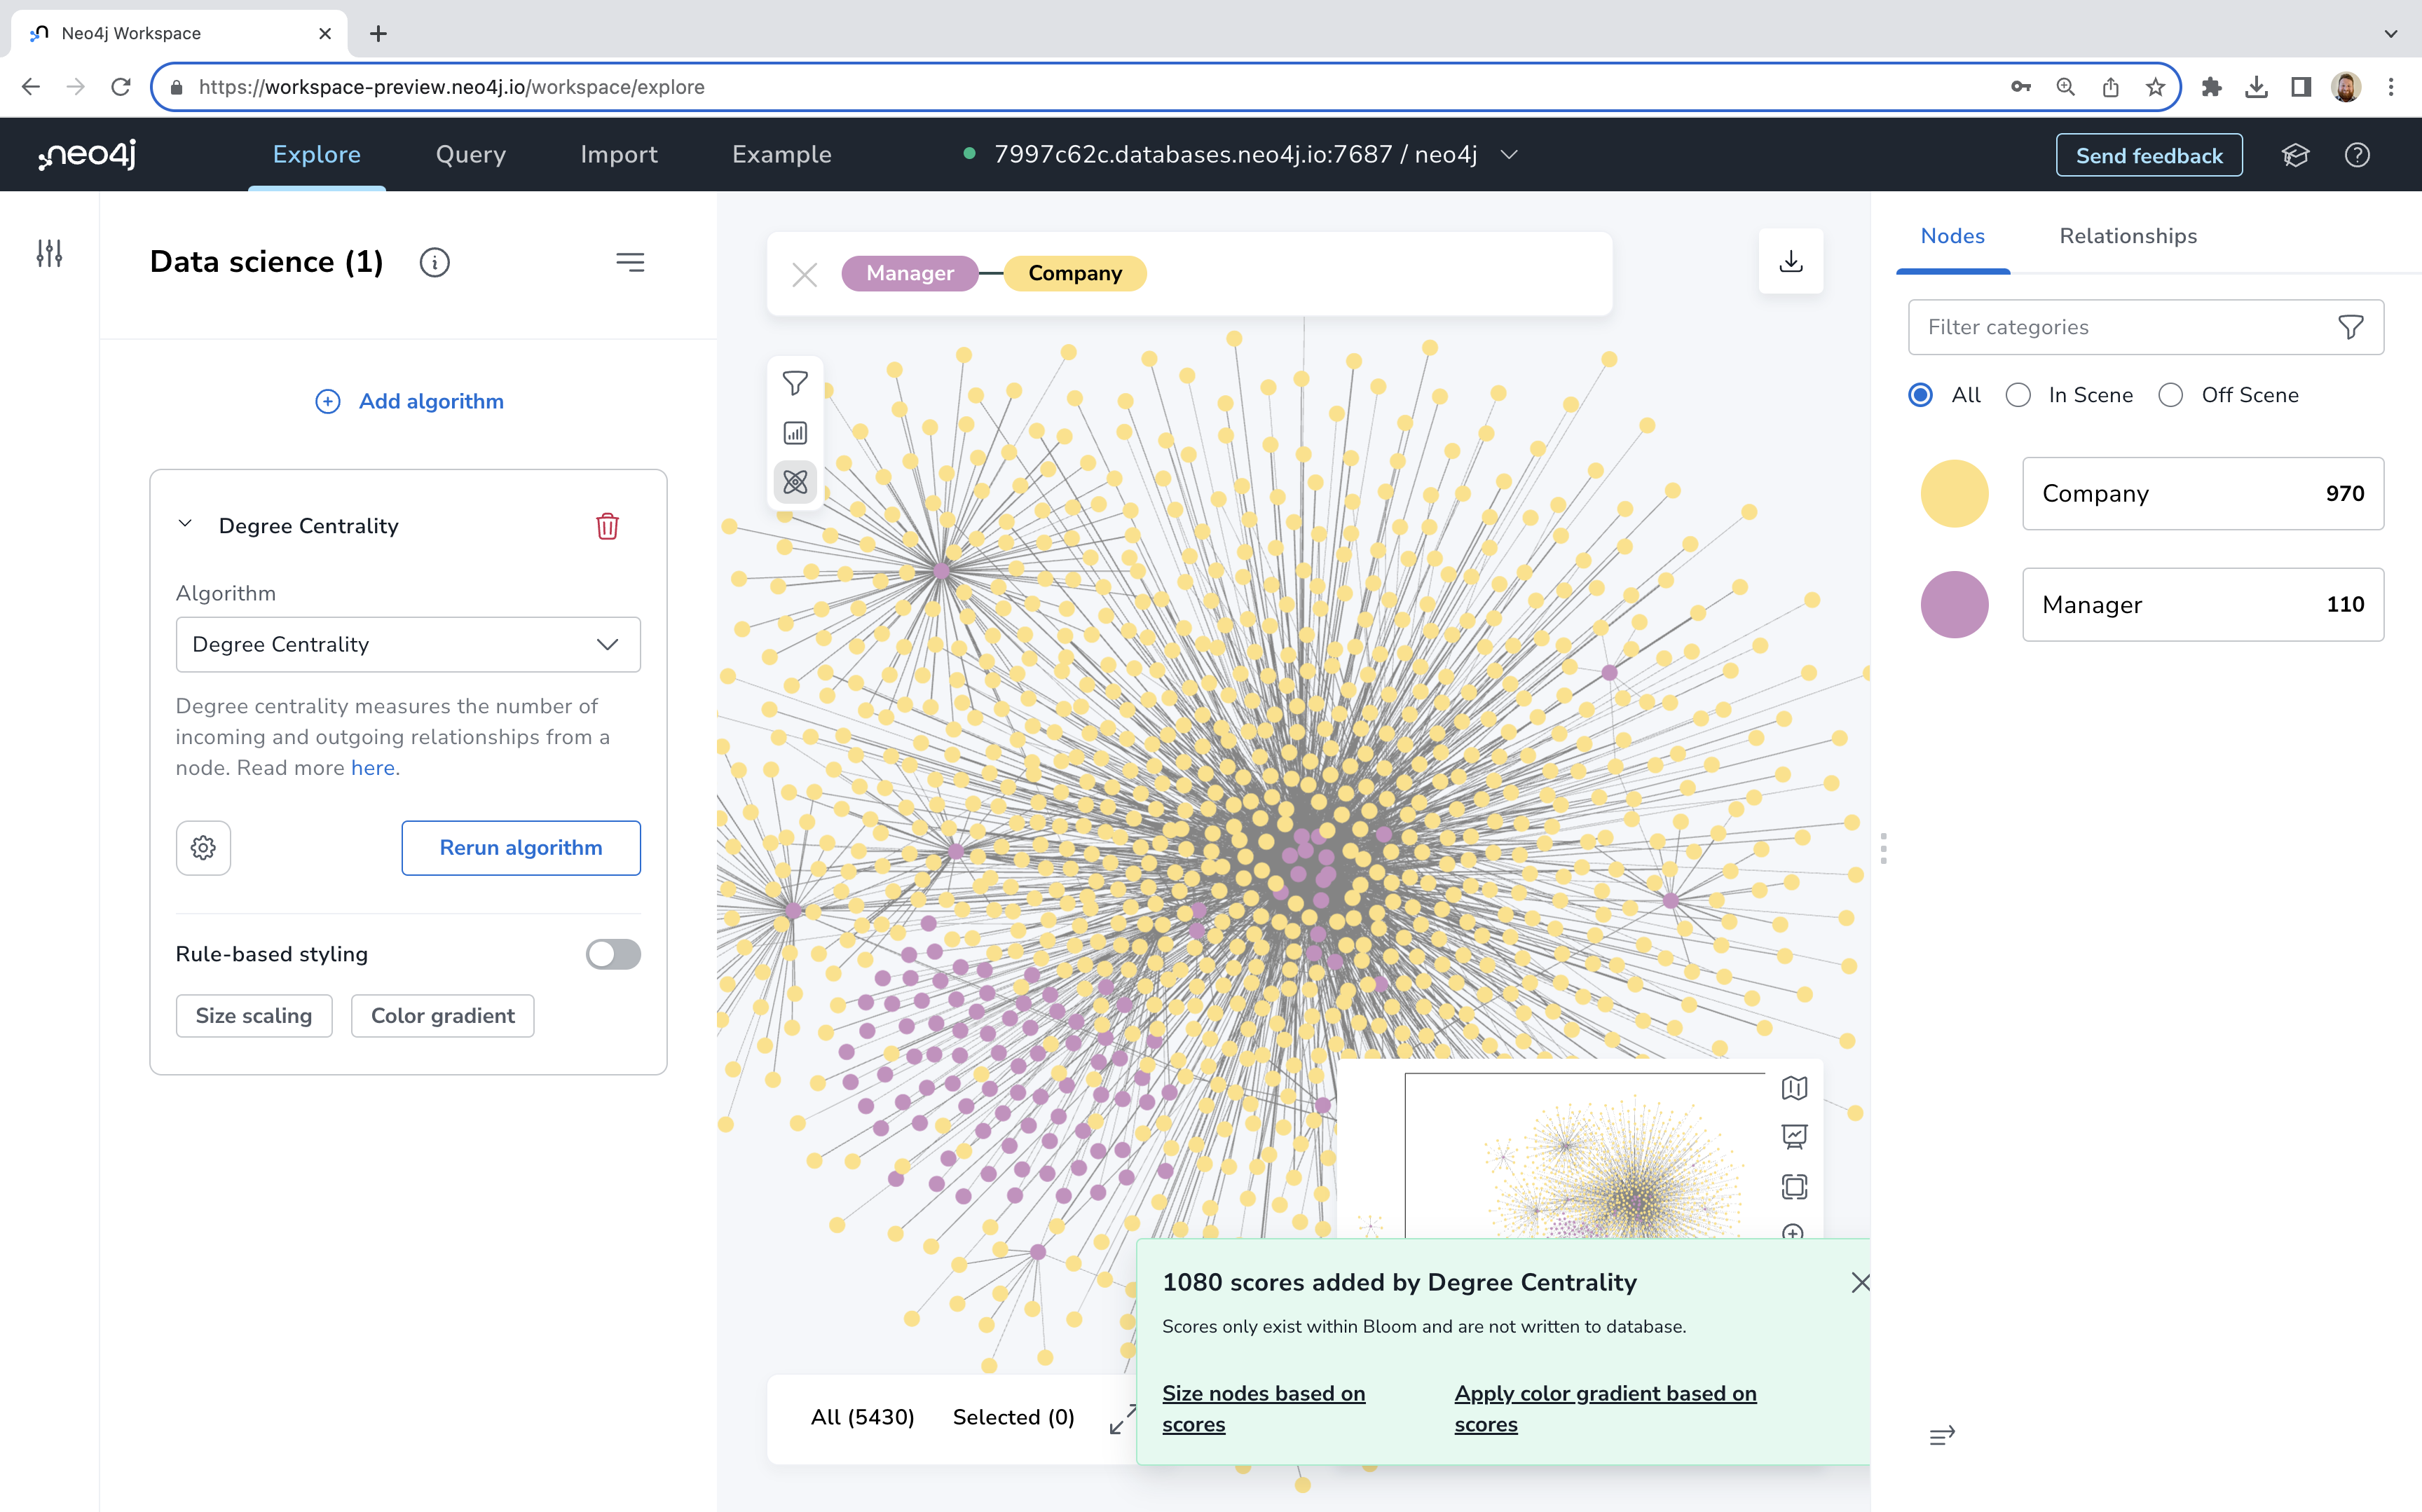 Neo4j Workspace
https://workspace-preview.neo4j.io/workspace/explore
neo4j
Explore
Query
Import
Example
7997c62c.databases.neo4j.io:7687 / neo4j
Send feedback
Data science (1)
Add algorithm
Degree Centrality
Algorithm
Degree Centrality
Degree centrality measures the number of
incoming and outgoing relationships from a
node. Read more here.
Rerun algorithm
Rule-based styling
Size scaling
Color gradient
Manager
Company
All (5430)
Selected (0)
1080 scores added by Degree Centrality
Scores only exist within Bloom and are not written to database.
Size nodes based on
scores
Apply color gradient based on
scores
Nodes
Relationships
Filter categories
All
In Scene
Off Scene
Company 970
Manager 110